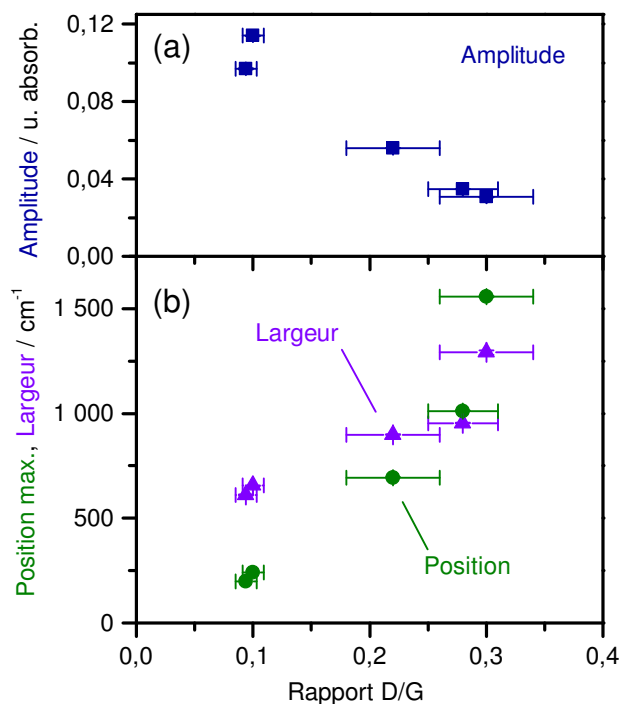 0,12
(a)
Amplitude
0,08
0,04
0,00
Amplitude / u. absorb.
(b)
1 500
Largeur
1 000
500
Position
0
Position max., Largeur / cm⁻¹
0,0 0,1 0,2 0,3 0,4
Rapport D/G